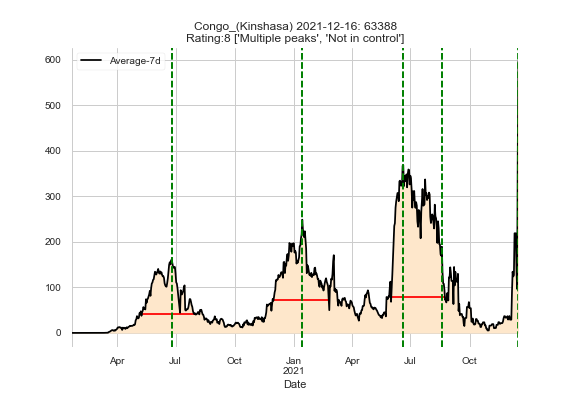 Congo_(Kinshasa) 2021-12-16: 63388
Rating:8 ['Multiple peaks', 'Not in control']
Average-7d
600
500
400
300
200
100
0
Apr Jul Oct Jan Apr Jul Oct
2021
Date